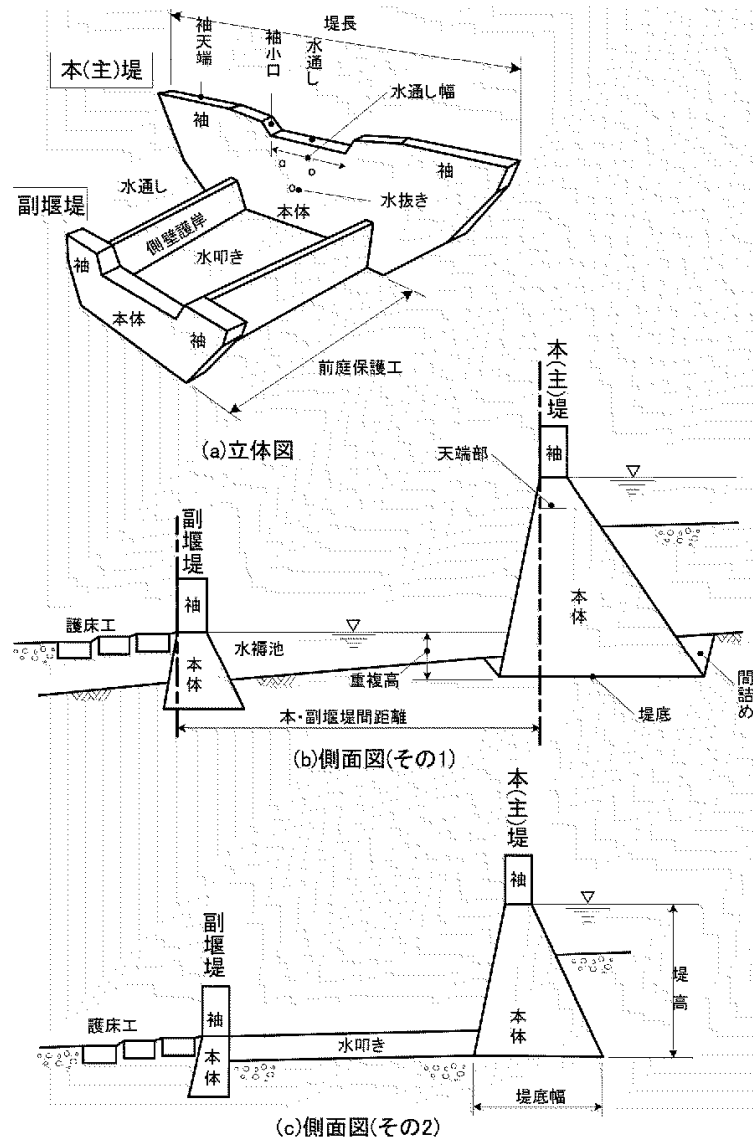 堤長
袖天端
袖小口
水通し
本(主)堤
水通し幅
袖
袖
水通し
水抜き
副堰堤
側壁護岸
本体
水叩き
袖
本体
袖
前庭保護工
本(主)堤
(a)立体図
天端部
袖
副堰堤
袖
護床工
水褥池
本体
本体
重複高
間詰め
本・副堰堤間距離
堤底
(b)側面図(その1)
本(主)堤
袖
副堰堤
堤高
護床工
袖
水叩き
本体
本体
堤底幅
(c)側面図(その2)